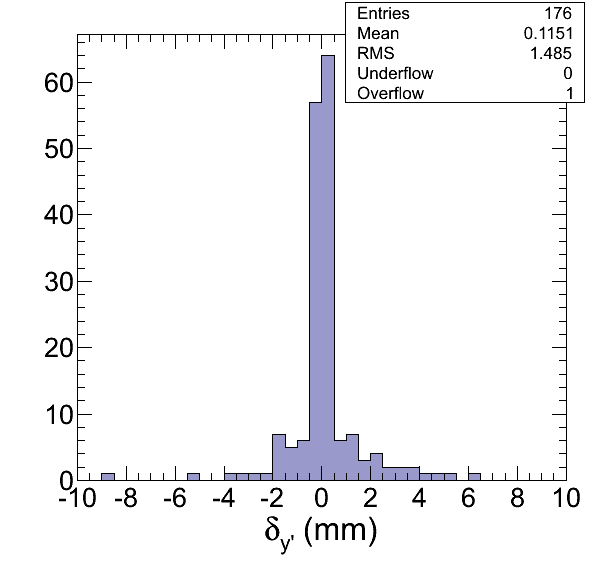 Entries 176
Mean 0.1151
RMS 1.485
Underflow 0
Overflow 1
60
50
40
30
20
10
0
-10 -8 -6 -4 -2 0 2 4 6 8 10
δy' (mm)